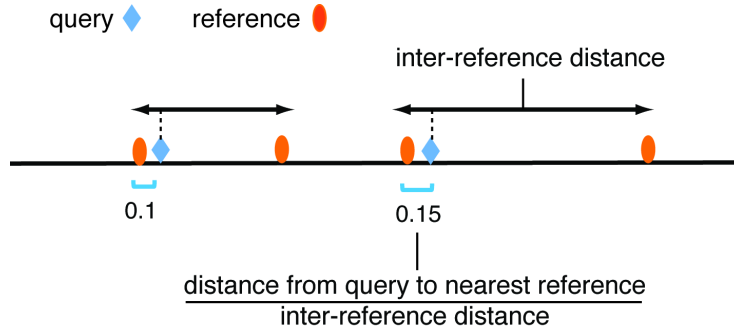 query
reference
inter-reference distance
0.1
0.15
distance from query to nearest reference
inter-reference distance